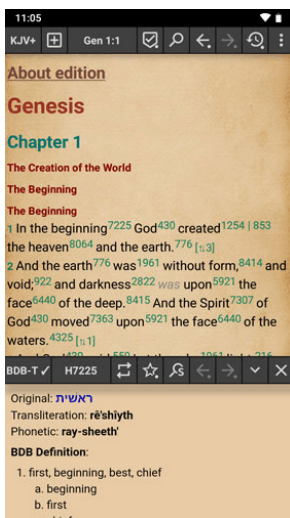 11:05
KJV+ Gen 1:1
About edition
Genesis
Chapter 1
The Creation of the World
The Beginning
The Beginning
1 In the beginning7225 God430 created1254 | 853
the heaven8064 and the earth.776 [⇅3]
2 And the earth776 was1961 without form,8414 and
void;922 and darkness2822 was upon5921 the
face6440 of the deep.8415 And the Spirit7307 of
God430 moved7363 upon5921 the face6440 of the
waters.4325 [⇅1]
BDB-T✓ H7225
Original: ראשׁית
Transliteration: rê'shîyth
Phonetic: ray-sheeth'
BDB Definition:
1. first, beginning, best, chief
a. beginning
b. first